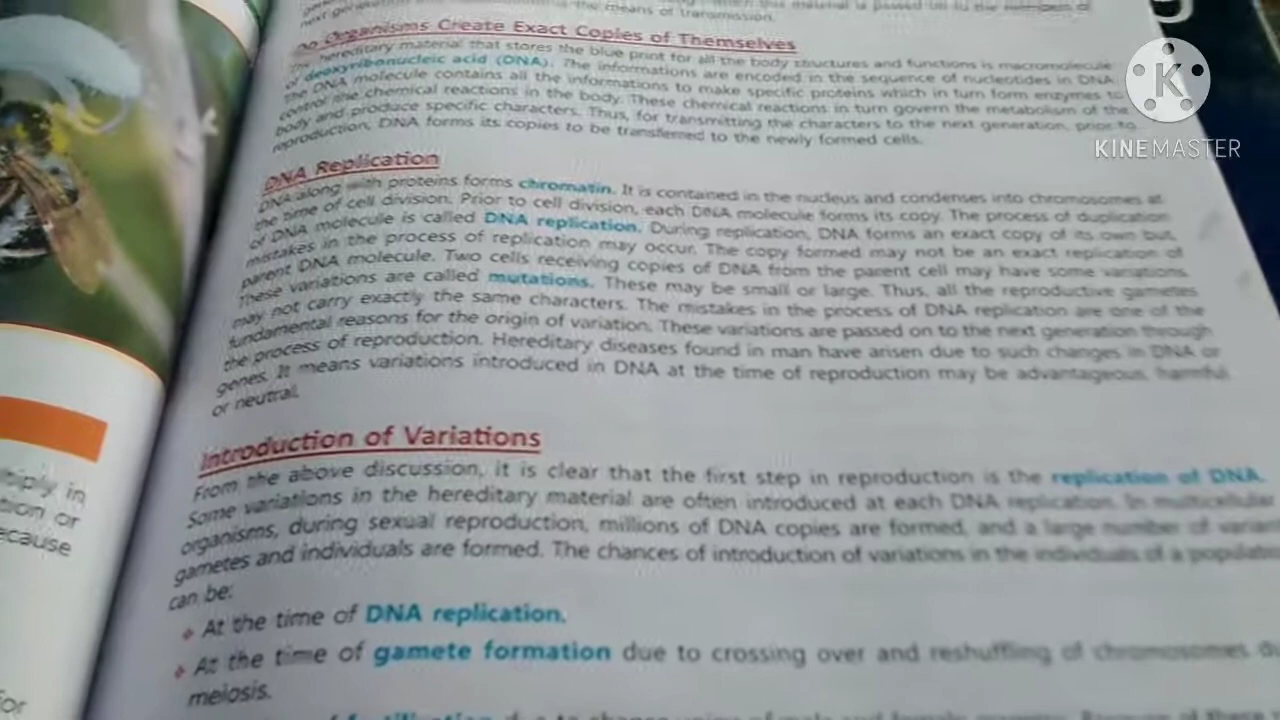 the means of transmission.
Organisms Create Exact Copies of Themselves
hereditary material that stores the blue print for all the body structures and functions is macromolecule
of deoxyribonucleic acid (DNA). The informations are encoded in the sequence of nucleotides in DNA.
the DNA molecule contains all the informations to make specific proteins which in turn form enzymes to
control the chemical reactions in the body. These chemical reactions in turn govern the metabolism of the
body and produce specific characters. Thus, for transmitting the characters to the next generation, prior to
reproduction, DNA forms its copies to be transferred to the newly formed cells.
DNA Replication
DNA along with proteins forms chromatin. It is contained in the nucleus and condenses into chromosomes at
the time of cell division. Prior to cell division, each DNA molecule forms its copy. The process of duplication
of DNA molecule is called DNA replication. During replication, DNA forms an exact copy of its own but,
mistakes in the process of replication may occur. The copy formed may not be an exact replication of
parent DNA molecule. Two cells receiving copies of DNA from the parent cell may have some variations.
These variations are called mutations. These may be small or large. Thus, all the reproductive gametes
may not carry exactly the same characters. The mistakes in the process of DNA replication are one of the
fundamental reasons for the origin of variation. These variations are passed on to the next generation through
the process of reproduction. Hereditary diseases found in man have arisen due to such changes in DNA or
genes. It means variations introduced in DNA at the time of reproduction may be advantageous, harmful
or neutral.
Introduction of Variations
From the above discussion, it is clear that the first step in reproduction is the replication of DNA.
Some variations in the hereditary material are often introduced at each DNA replication. In multicellular
organisms, during sexual reproduction, millions of DNA copies are formed, and a large number of
gametes and individuals are formed. The chances of introduction of variations in the individuals of a
can be:
At the time of DNA replication.
At the time of gamete formation due to crossing over and reshuffling of chromosomes
meiosis.
in
or
ecause
K
KINEMASTER